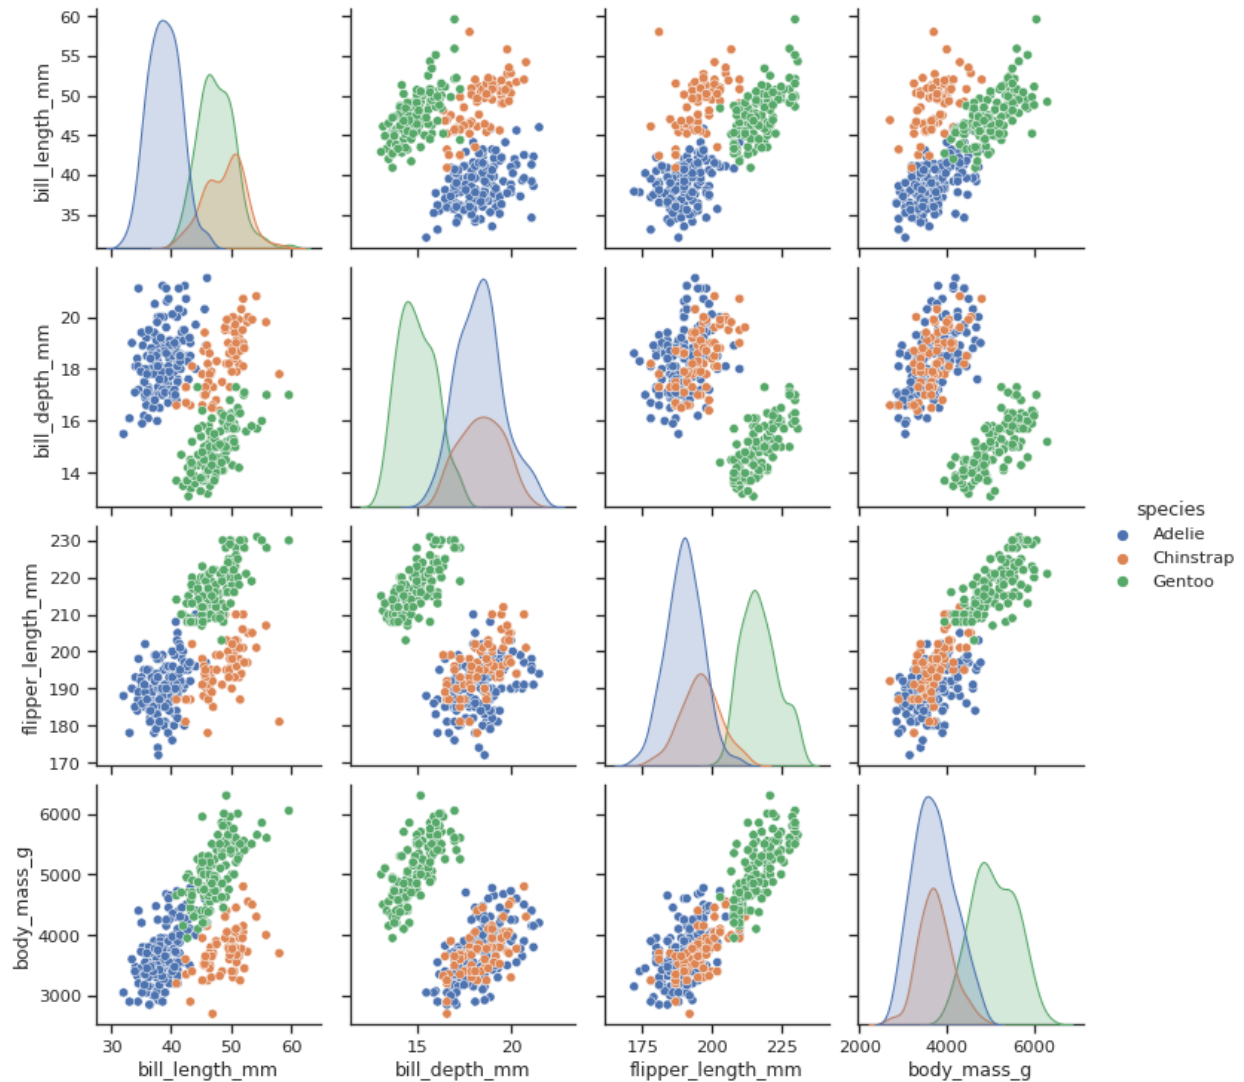 60
55
50
45
40
35
bill_length_mm
20
18
16
14
bill_depth_mm
species
Adelie
Chinstrap
Gentoo
230
220
210
200
190
180
170
flipper_length_mm
6000
5000
4000
3000
body_mass_g
30 40 50 60
bill_length_mm
15 20
bill_depth_mm
175 200 225
flipper_length_mm
2000 4000 6000
body_mass_g